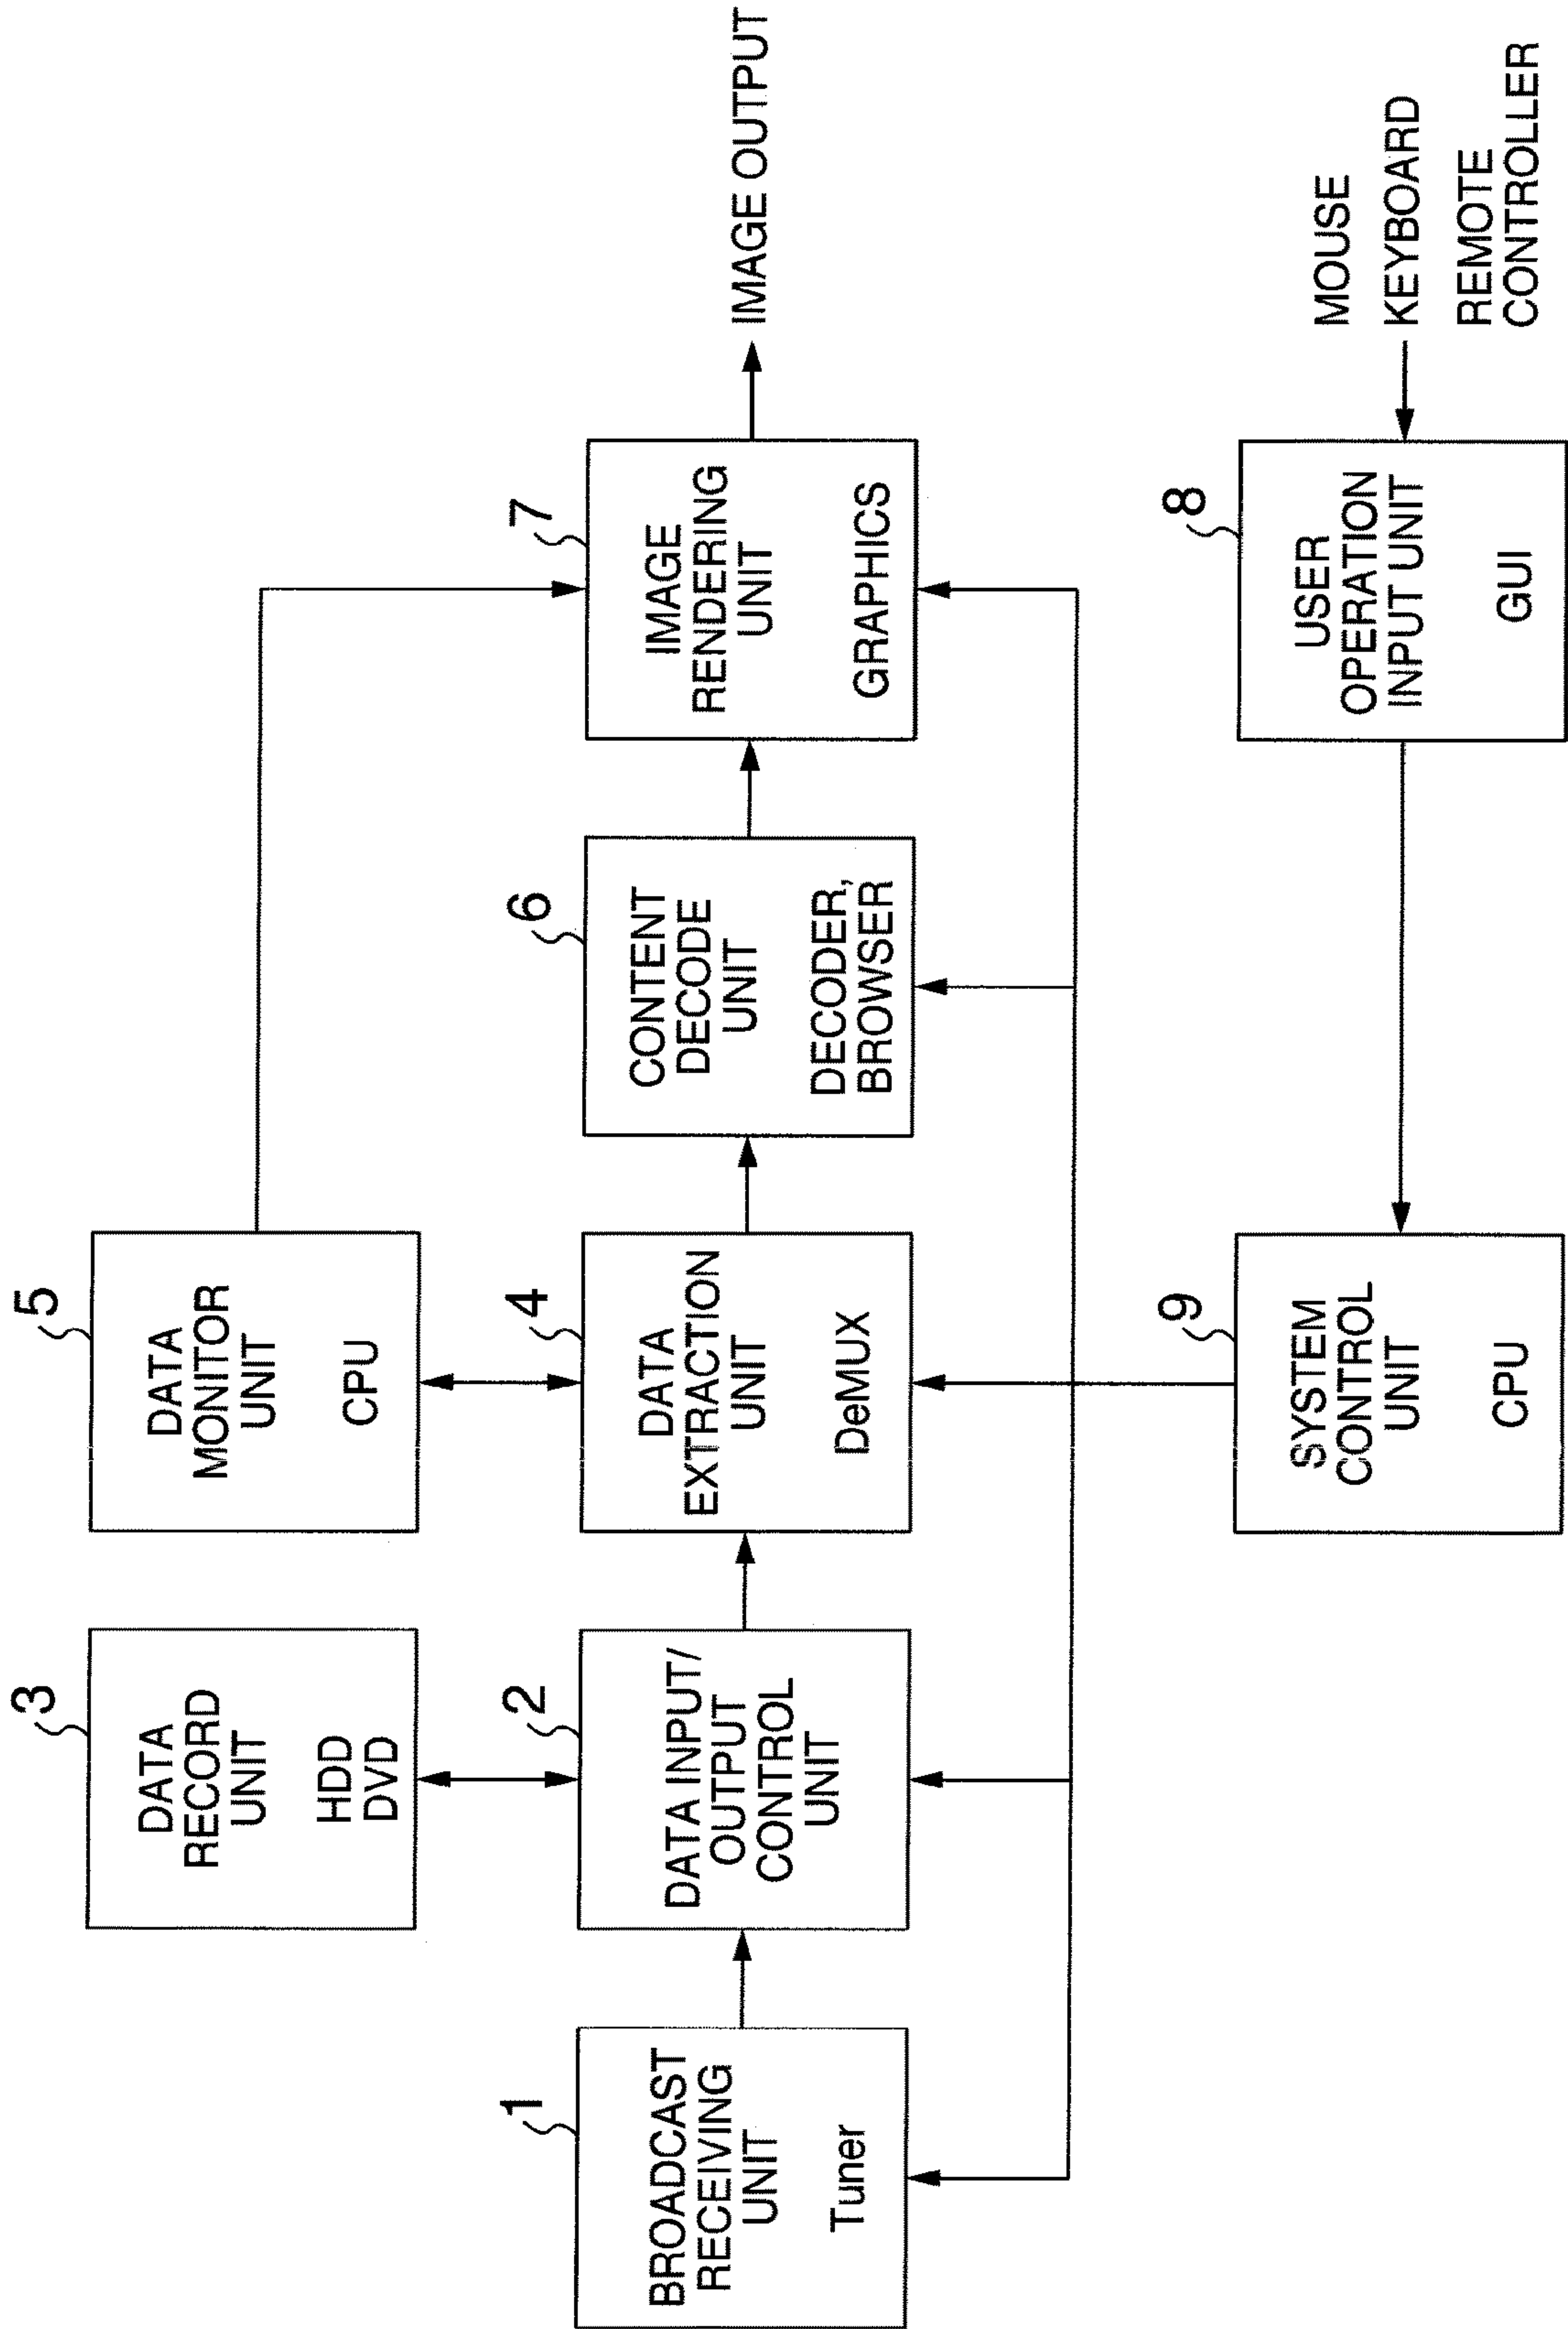 3
DATA
RECORD
UNIT
HDD
DVD
5
DATA
MONITOR
UNIT
CPU
1
BROADCAST
RECEIVING
UNIT
Tuner
2
DATA INPUT/
OUTPUT
CONTROL
UNIT
4
DATA
EXTRACTION
UNIT
DeMUX
6
CONTENT
DECODE
UNIT
DECODER,
BROWSER
7
IMAGE
RENDERING
UNIT
GRAPHICS
IMAGE OUTPUT
9
SYSTEM
CONTROL
UNIT
CPU
8
USER
OPERATION
INPUT UNIT
GUI
MOUSE
KEYBOARD
REMOTE
CONTROLLER